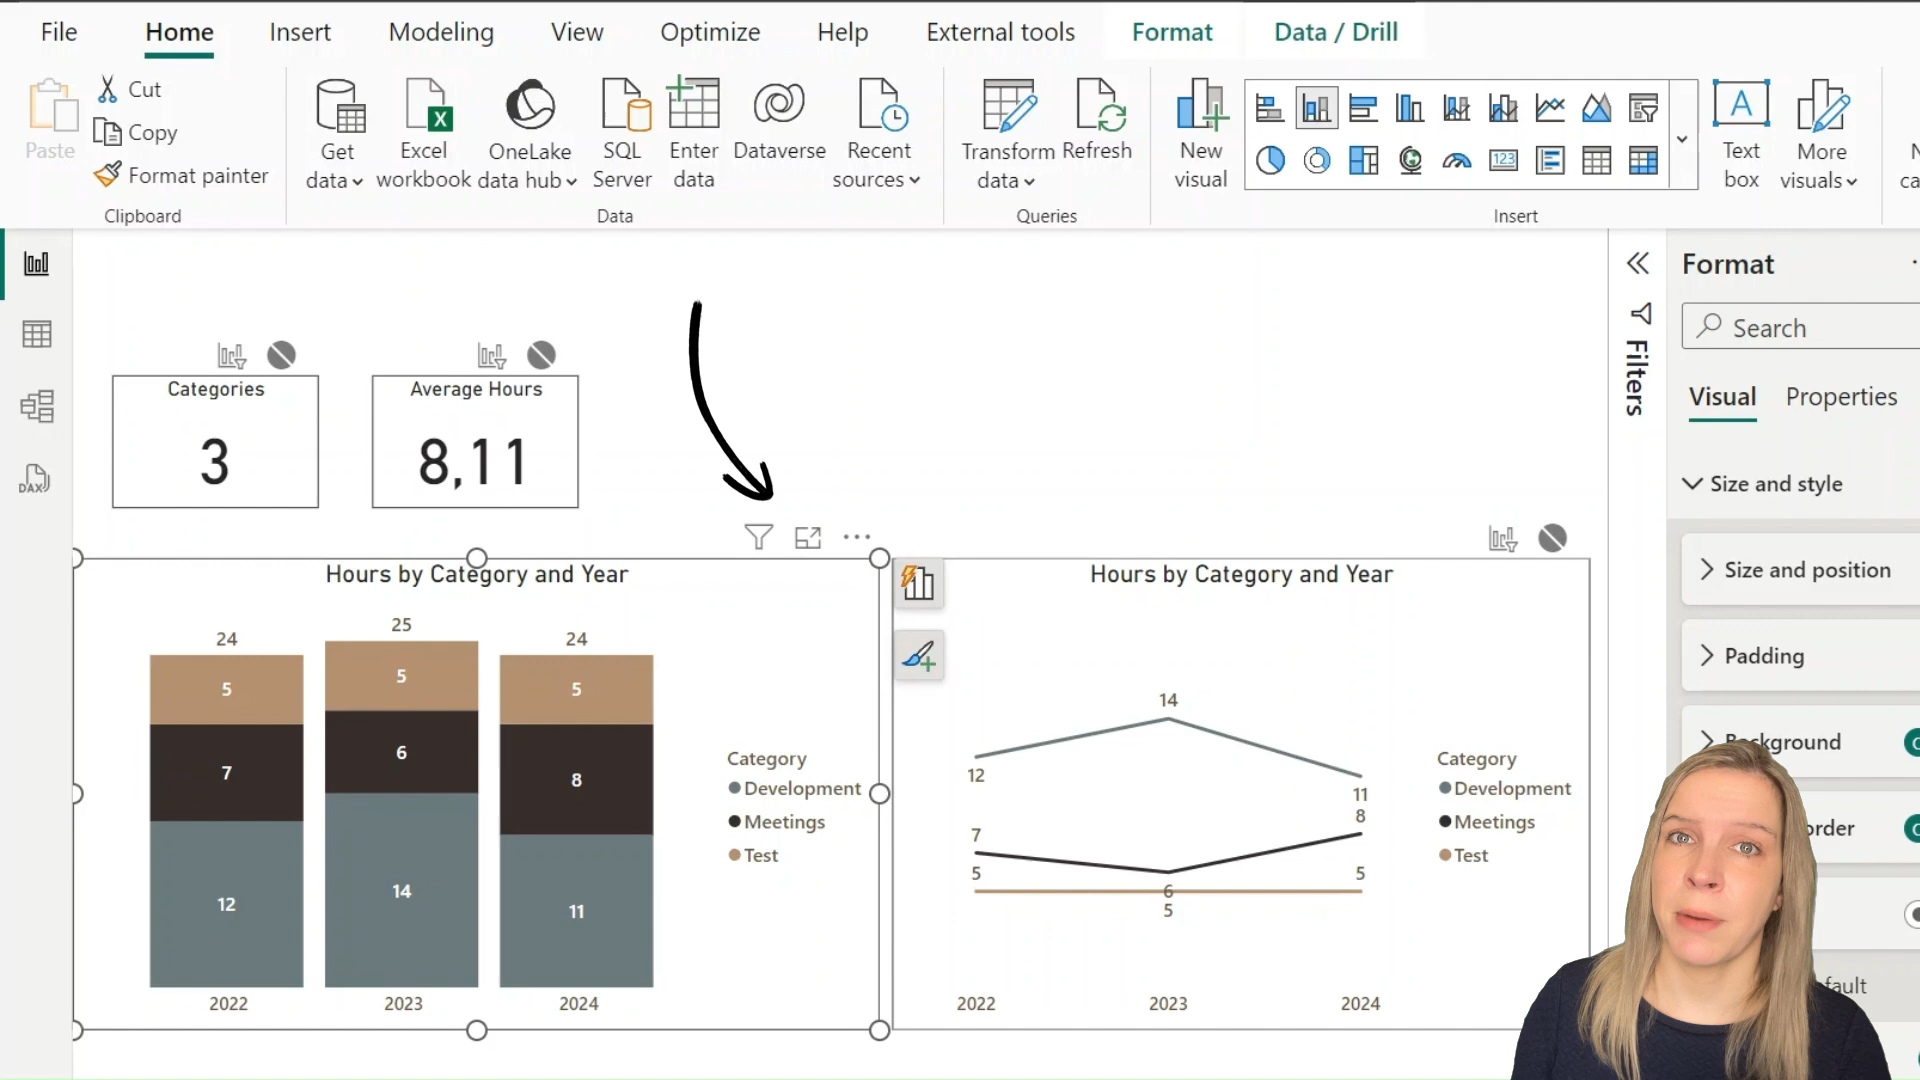 File Home Insert Modeling View Optimize Help External tools Format Data / Drill
Paste
Cut
Copy
Format painter
Clipboard
Get data
Excel workbook
OneLake data hub
SQL Server
Enter data
Dataverse
Recent sources
Data
Transform data
Refresh
Queries
New visual
123
Insert
A
Text box
More visuals
DAX
Categories
3
Average Hours
8,11
Hours by Category and Year
24 25 24
5 5 5
7 6 8
12 14 11
2022 2023 2024
Category
Development
Meetings
Test
Hours by Category and Year
14
12
11
8
7
5
5
6
5
2022 2023 2024
Category
Development
Meetings
Test
Filters
Format
Search
Visual Properties
Size and style
Size and position
Padding
Background